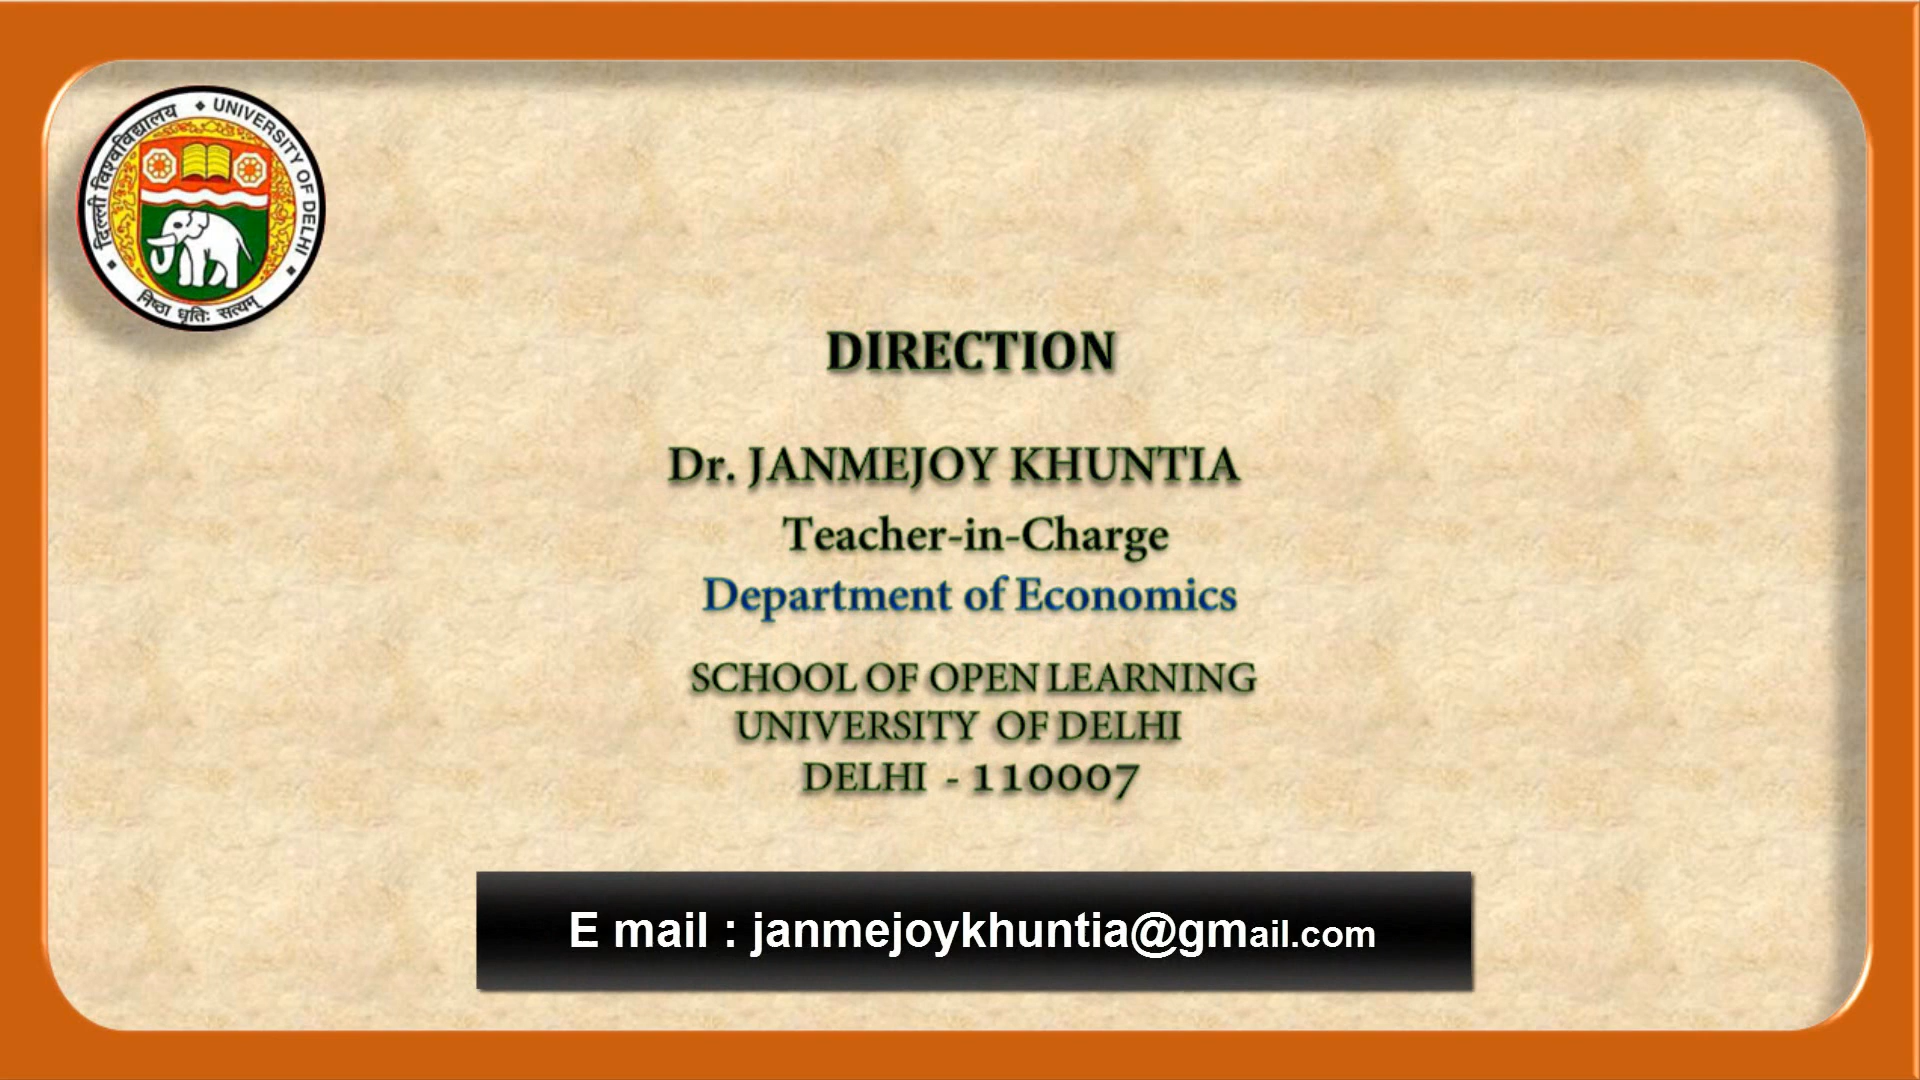 दिल्ली विश्वविद्यालय
UNIVERSITY OF DELHI
निष्ठा धृतिः सत्यम्
DIRECTION
Dr. JANMEJOY KHUNTIA
Teacher-in-Charge
Department of Economics
SCHOOL OF OPEN LEARNING
UNIVERSITY OF DELHI
DELHI - 110007
E mail : janmejoykhuntia@gmail.com